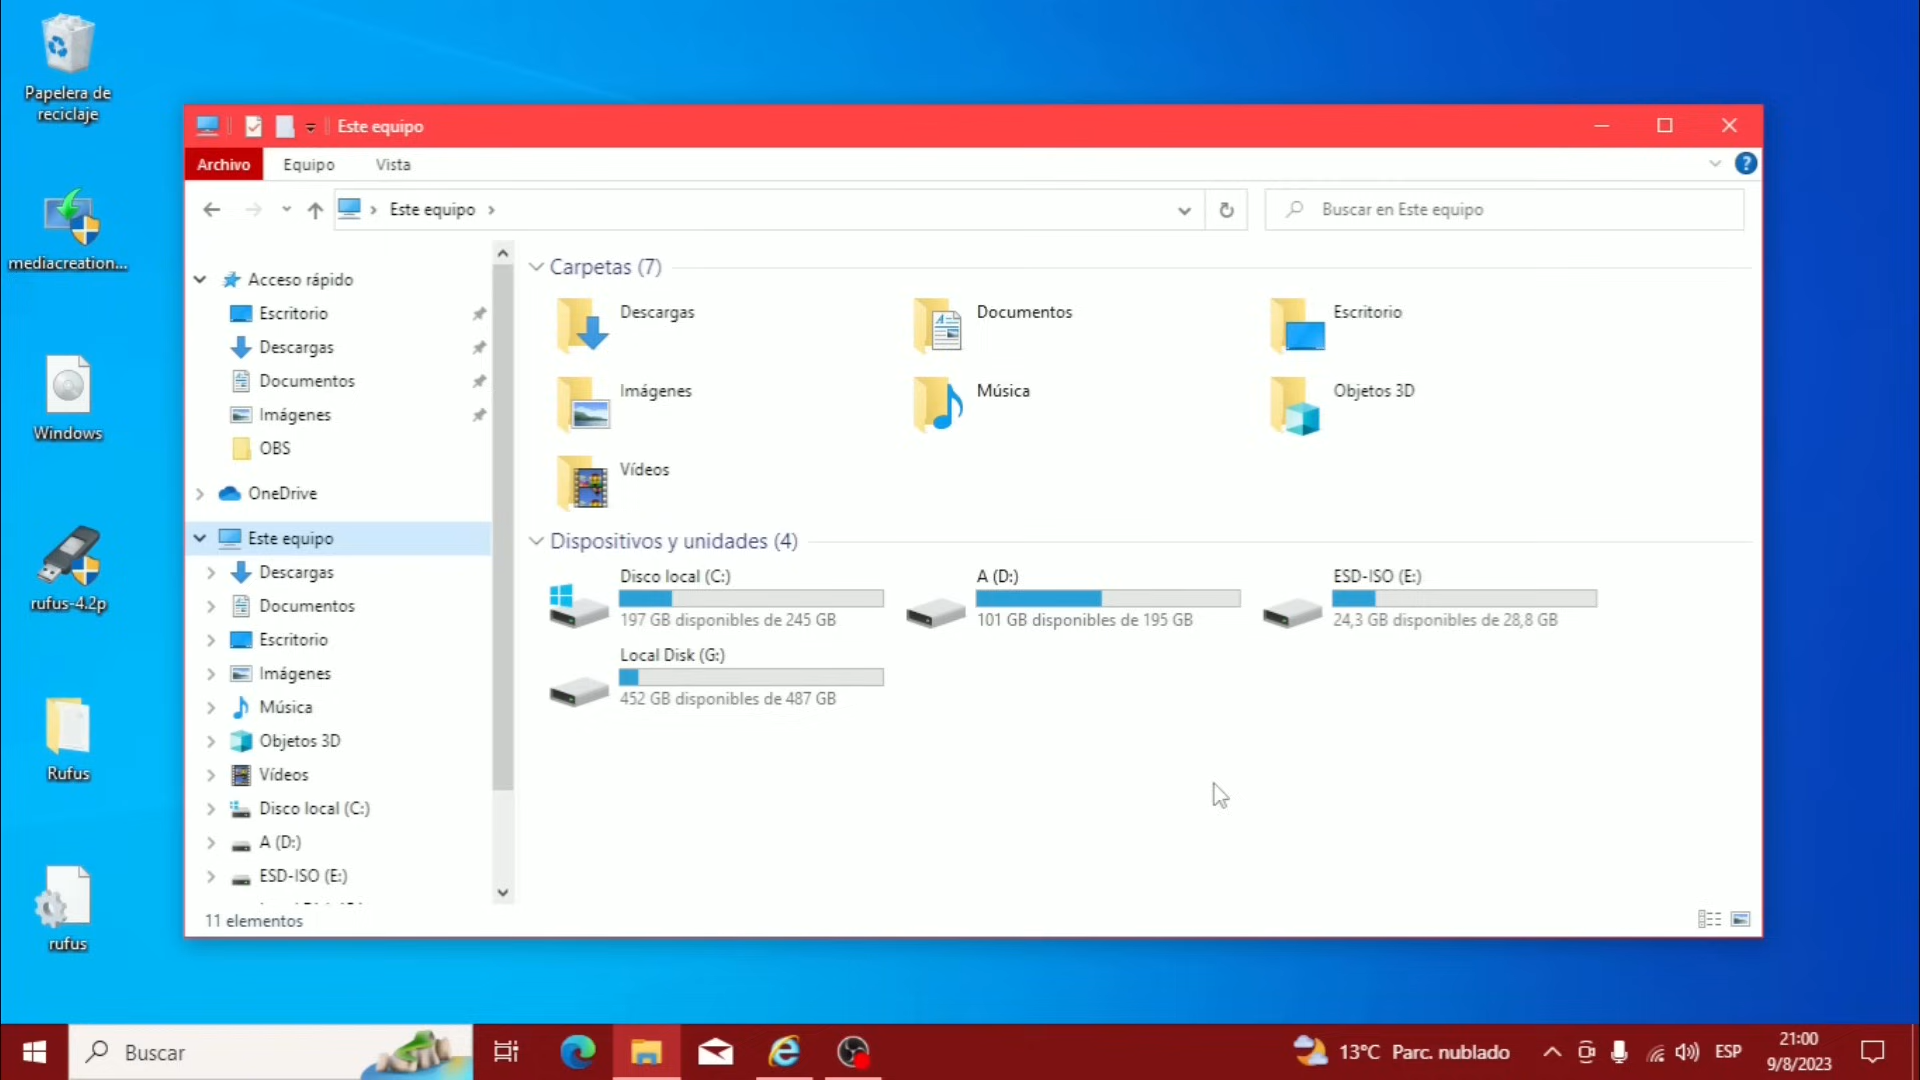 Papelera de
reciclaje
mediacreation...
Windows
rufus-4.2p
Rufus
rufus
Este equipo
Archivo
Equipo
Vista
Este equipo
Buscar en Este equipo
Acceso rápido
Escritorio
Descargas
Documentos
Imágenes
OBS
OneDrive
Este equipo
Descargas
Documentos
Escritorio
Imágenes
Música
Objetos 3D
Vídeos
Disco local (C:)
A (D:)
ESD-ISO (E:)
11 elementos
Carpetas (7)
Descargas
Documentos
Escritorio
Imágenes
Música
Objetos 3D
Vídeos
Dispositivos y unidades (4)
Disco local (C:)
197 GB disponibles de 245 GB
A (D:)
101 GB disponibles de 195 GB
ESD-ISO (E:)
24,3 GB disponibles de 28,8 GB
Local Disk (G:)
452 GB disponibles de 487 GB
Buscar
13°C Parc. nublado
ESP
21:00
9/8/2023